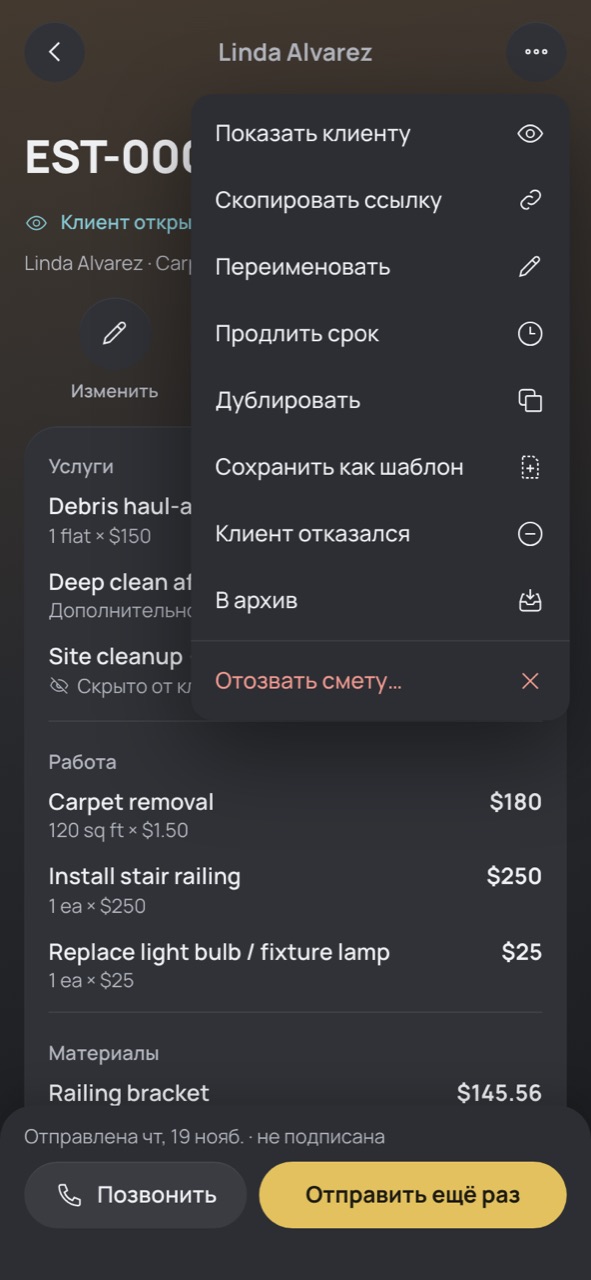 Linda Alvarez
EST-000
Показать клиенту
Скопировать ссылку
Клиент откры
Linda Alvarez · Carp
Переименовать
Продлить срок
Изменить
Дублировать
Сохранить как шаблон
Клиент отказался
В архив
Отозвать смету...
Услуги
Debris haul-a
1 flat × $150
Deep clean af
Дополнительно
Site cleanup
Скрыто от кл
Работа
Carpet removal $180
120 sq ft × $1.50
Install stair railing $250
1 ea × $250
Replace light bulb / fixture lamp $25
1 ea × $25
Материалы
Railing bracket $145.56
Отправлена чт, 19 нояб. · не подписана
Позвонить
Отправить ещё раз